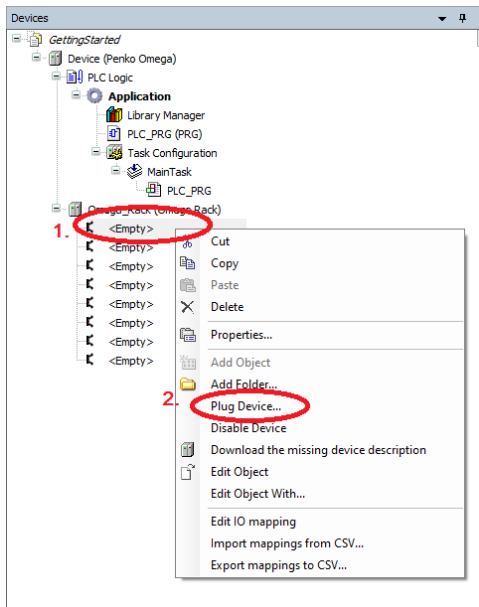 Devices
GettingStarted
Device (Penko Omega)
PLC Logic
Application
Library Manager
PLC_PRG (PRG)
Task Configuration
MainTask
PLC_PRG
Omega_Rack (Omega Rack)
1. <Empty>
<Empty>
<Empty>
<Empty>
<Empty>
<Empty>
<Empty>
<Empty>
Cut
Copy
Paste
Delete
Properties...
Add Object
Add Folder...
2. Plug Device...
Disable Device
Download the missing device description
Edit Object
Edit Object With...
Edit IO mapping
Import mappings from CSV...
Export mappings to CSV...